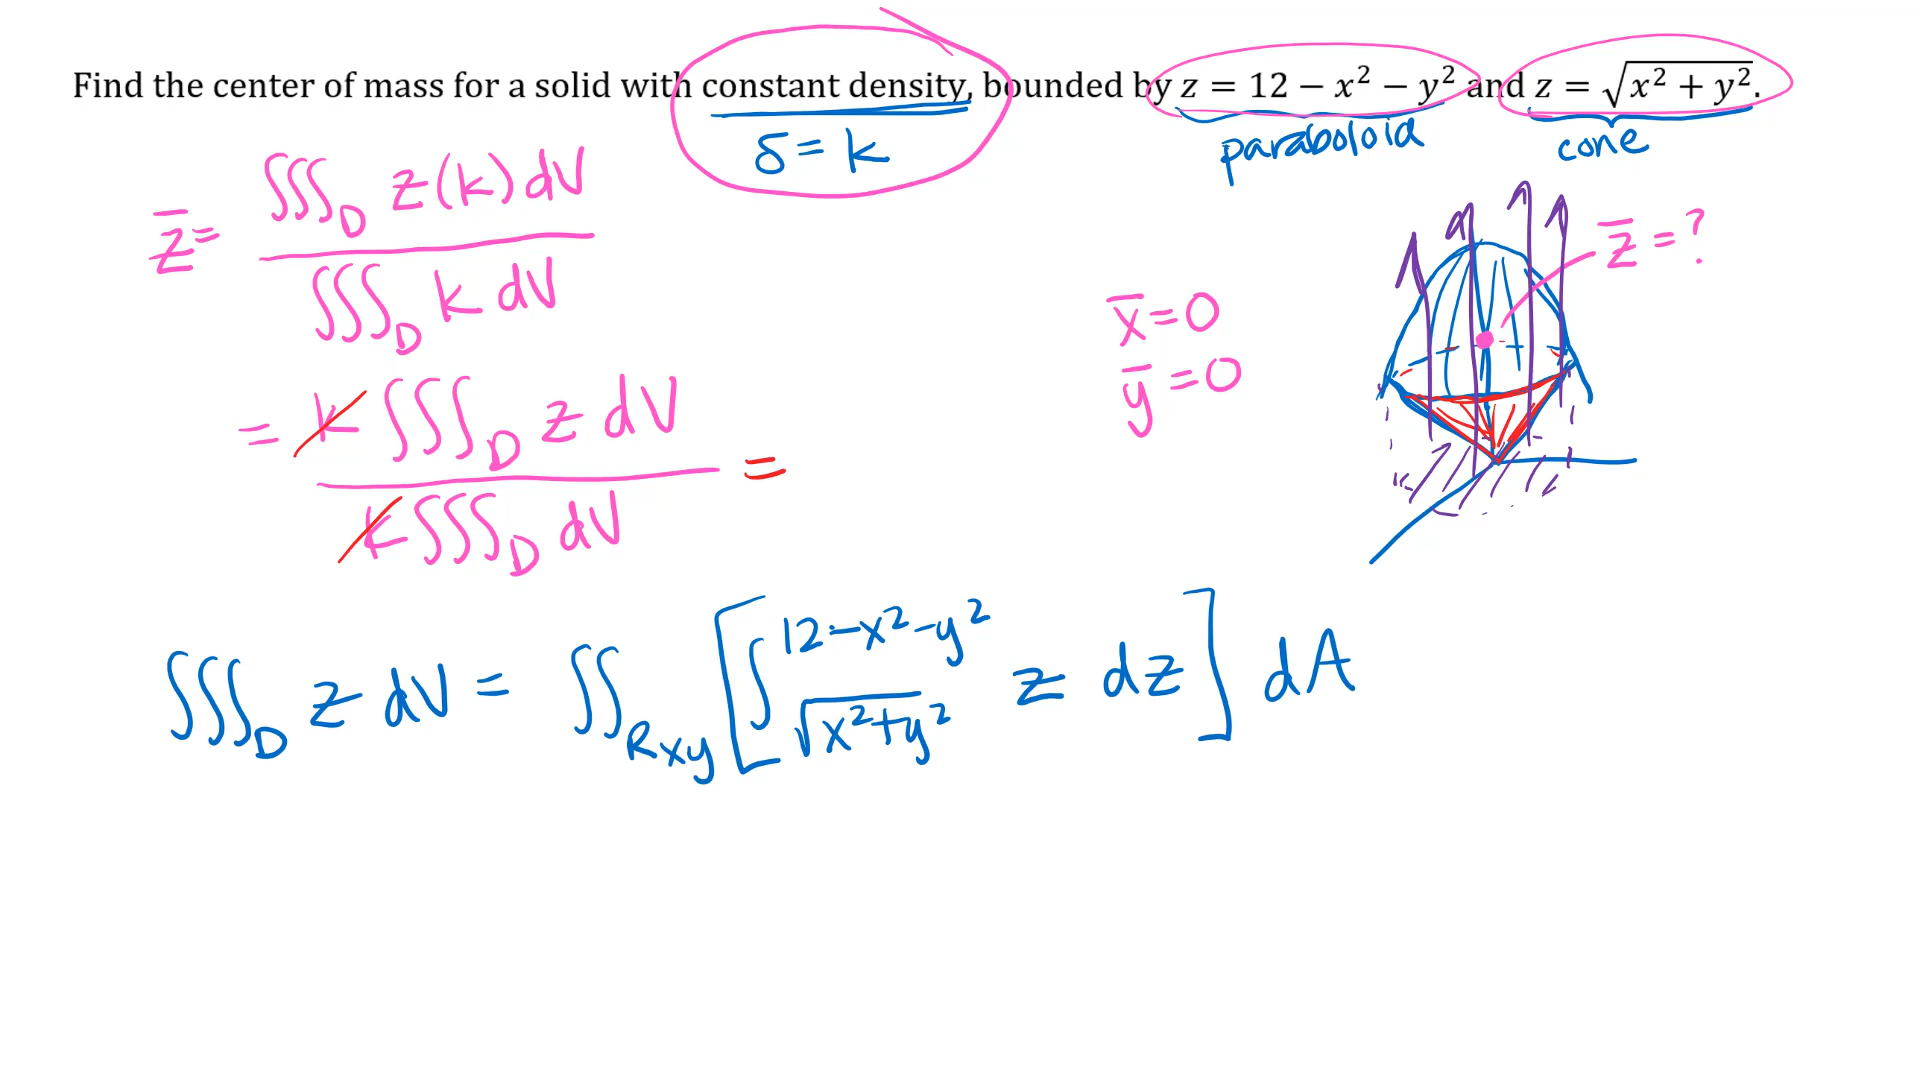 Find the center of mass for a solid with constant density, bounded by z = 12 − x² − y² and z = √(x² + y²).
δ = k
paraboloid
cone
z̄ = ∭_D z(k) dV / ∭_D k dV
z̄ = ?
x̄ = 0
ȳ = 0
= k ∭_D z dV / k ∭_D dV =
∭_D z dV = ∬_Rxy [ ∫_√(x²+y²)^(12−x²−y²) z dz ] dA